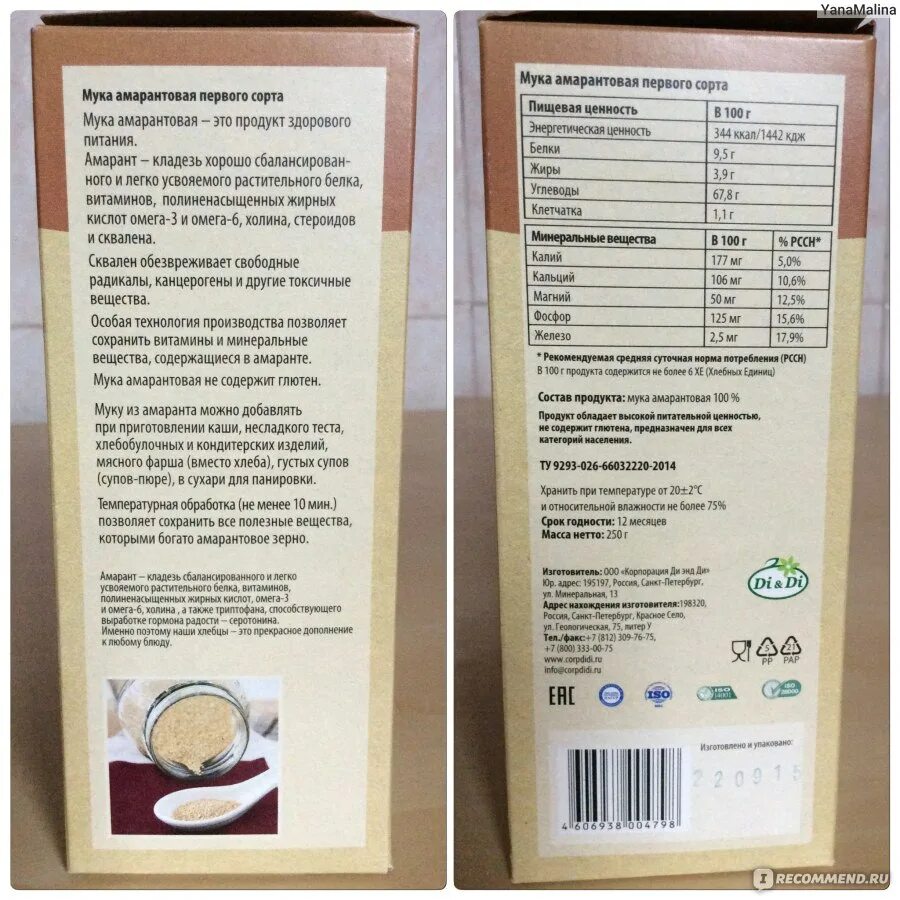 YanaMalina
Мука амарантовая первого сорта
Мука амарантовая – это продукт здорового
питания.
Амарант – кладезь хорошо сбалансирован-
ного и легко усвояемого растительного белка,
витаминов, полиненасыщенных жирных
кислот омега-3 и омега-6, холина, стероидов
и сквалена.
Сквален обезвреживает свободные
радикалы, канцерогены и другие токсичные
вещества.
Особая технология производства позволяет
сохранить витамины и минеральные
вещества, содержащиеся в амаранте.
Мука амарантовая не содержит глютен.
Муку из амаранта можно добавлять
при приготовлении каши, несладкого теста,
хлебобулочных и кондитерских изделий,
мясного фарша (вместо хлеба), густых супов
(супов-пюре), в сухари для панировки.
Температурная обработка (не менее 10 мин.)
позволяет сохранить все полезные вещества,
которыми богато амарантовое зерно.
Амарант – кладезь сбалансированного и легко
усвояемого растительного белка, витаминов,
полиненасыщенных жирных кислот, омега-3
и омега-6, холина , а также триптофана, способствующего
выработке гормона радости – серотонина.
Именно поэтому наши хлебцы – это прекрасное дополнение
к любому блюду.
Мука амарантовая первого сорта
Пищевая ценность В 100 г
Энергетическая ценность 344 ккал/1442 кдж
Белки 9,5 г
Жиры 3,9 г
Углеводы 67,8 г
Клетчатка 1,1 г
Минеральные вещества В 100 г % РССН*
Калий 177 мг 5,0%
Кальций 106 мг 10,6%
Магний 50 мг 12,5%
Фосфор 125 мг 15,6%
Железо 2,5 мг 17,9%
* Рекомендуемая средняя суточная норма потребления (РССН)
В 100 г продукта содержится не более 6 ХЕ (Хлебных Единиц)
Состав продукта: мука амарантовая 100 %
Продукт обладает высокой питательной ценностью,
не содержит глютена, предназначен для всех
категорий населения.
ТУ 9293-026-66032220-2014
Хранить при температуре от 20±2°С
и относительной влажности не более 75%
Срок годности: 12 месяцев
Масса нетто: 250 г
Изготовитель: ООО «Корпорация Ди энд Ди»
Юр. адрес: 195197, Россия, Санкт-Петербург,
ул. Минеральная, 13
Адрес нахождения изготовителя:198320,
Россия, Санкт-Петербург, Красное Село,
ул. Геологическая, 75, литер У
Тел./факс:+7 (812) 309-76-75,
+7 (800) 333-00-75
www.corpdidi.ru
info@corpdidi.ru
Di & Di
5 21
PP PAP
EAC ISO ISO 14001 ISO
Изготовлено и упаковано:
220915
4 606938 004798
IRECOMMEND.RU